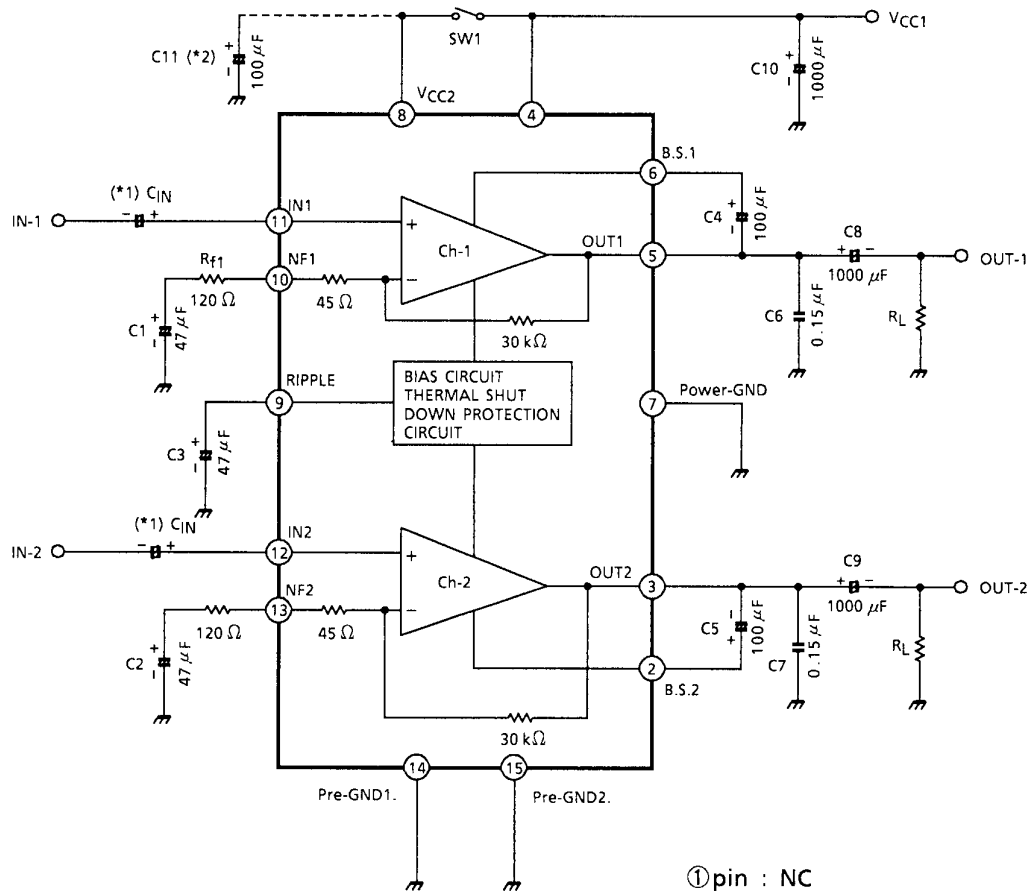 VCC1
SW1
C11 (*2)
+
-
100 μF
C10
+
-
1000 μF
VCC2
8
4
B.S.1
6
(*1) CIN
- +
IN-1
IN1
11
+
Ch-1
C4
+
-
100 μF
C8
+ -
1000 μF
OUT1
5
OUT-1
Rf1
NF1
10
-
120 Ω
45 Ω
C1
+
-
47 μF
30 kΩ
C6
0.15 μF
RL
RIPPLE
9
BIAS CIRCUIT
THERMAL SHUT
DOWN PROTECTION
CIRCUIT
Power-GND
7
C3
+
-
47 μF
(*1) CIN
- +
IN-2
IN2
12
+
Ch-2
C9
+ -
1000 μF
OUT2
3
OUT-2
NF2
13
-
120 Ω
45 Ω
C5
-
+
100 μF
C2
+
-
47 μF
C7
0.15 μF
RL
2
B.S.2
30 kΩ
14
15
Pre-GND1.
Pre-GND2.
①pin : NC